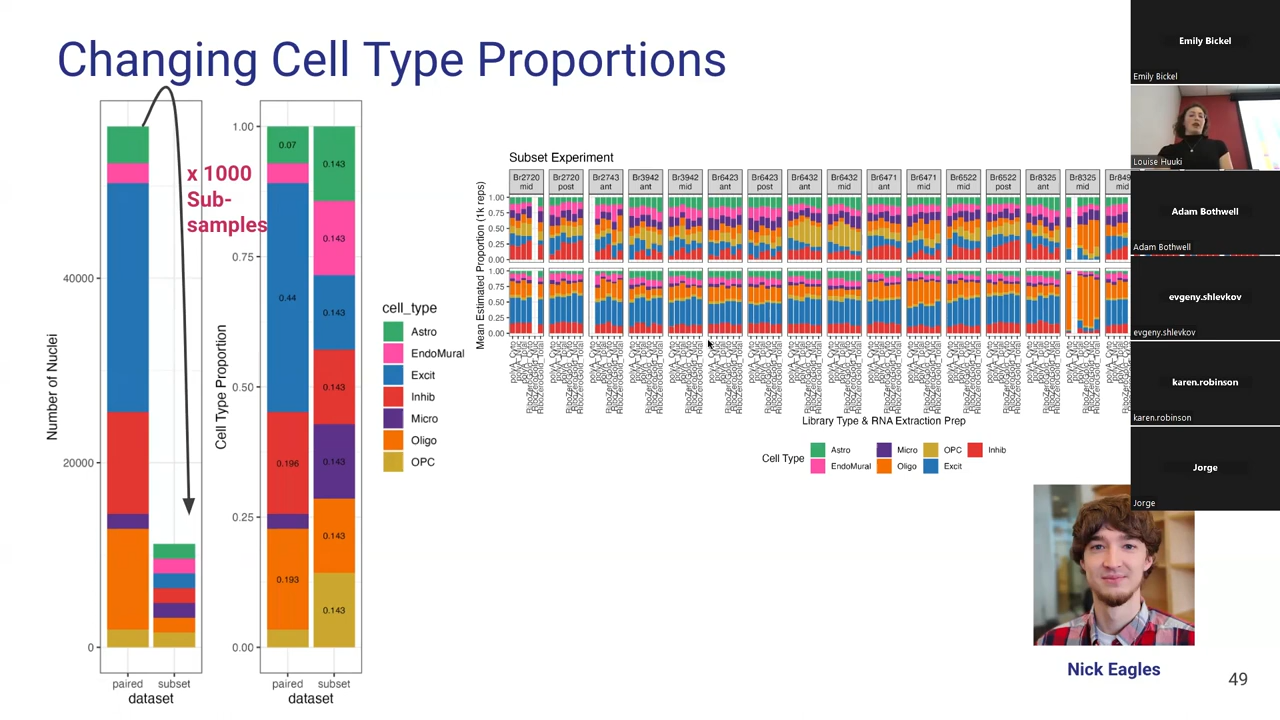 Changing Cell Type Proportions
x 1000
Sub-
samples
Number of Nuclei
40000
20000
0
paired
subset
dataset
Cell Type Proportion
1.00
0.75
0.50
0.25
0.00
0.07
0.44
0.196
0.193
0.143
0.143
0.143
0.143
0.143
0.143
0.143
paired
subset
dataset
cell_type
Astro
EndoMural
Excit
Inhib
Micro
Oligo
OPC
Subset Experiment
Mean Estimated Proportion (1k reps)
Br2720 mid
Br2720 post
Br2743 ant
Br3942 ant
Br3942 mid
Br6423 ant
Br6423 post
Br6432 ant
Br6432 mid
Br6471 ant
Br6471 mid
Br6522 mid
Br6522 post
Br8325 ant
Br8325 mid
Br849
1.00
0.75
0.50
0.25
0.00
1.00
0.75
0.50
0.25
0.00
Library Type & RNA Extraction Prep
Cell Type
Astro
Micro
OPC
Inhib
EndoMural
Oligo
Excit
Nick Eagles
49
Emily Bickel
Emily Bickel
Louise Huuki
Adam Bothwell
Adam Bothwell
evgeny.shlevkov
evgeny.shlevkov
karen.robinson
karen.robinson
Jorge
Jorge